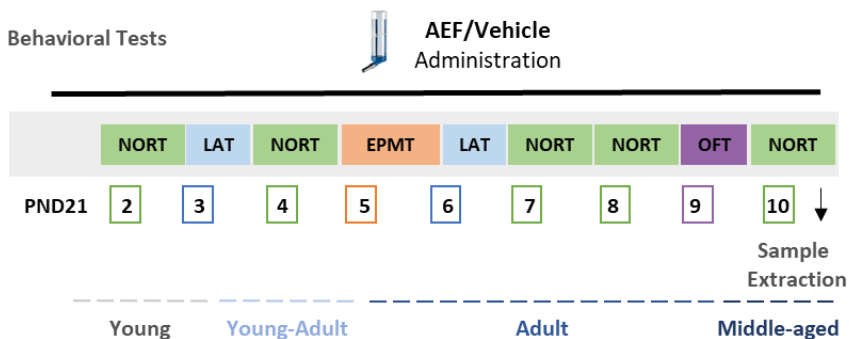 Behavioral Tests
AEF/Vehicle
Administration
NORT LAT NORT EPMT LAT NORT NORT OFT NORT
PND21 2 3 4 5 6 7 8 9 10
Sample
Extraction
Young Young-Adult Adult Middle-aged